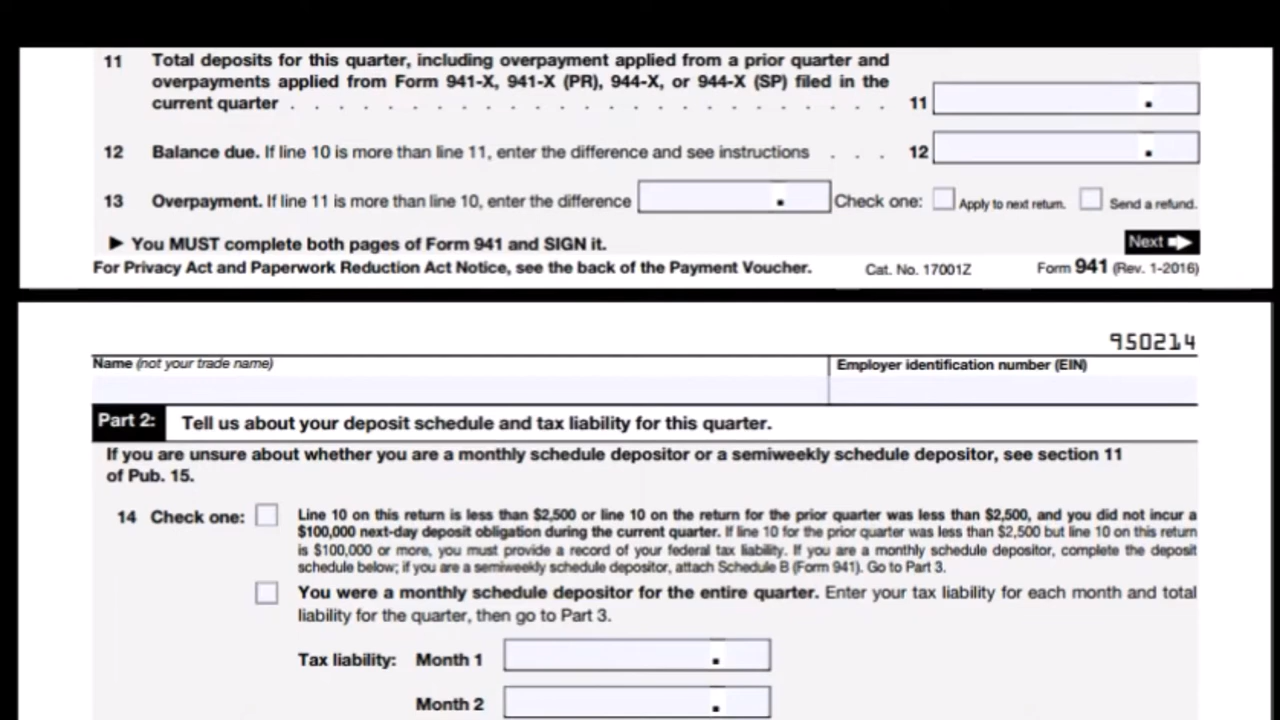 11 Total deposits for this quarter, including overpayment applied from a prior quarter and
overpayments applied from Form 941-X, 941-X (PR), 944-X, or 944-X (SP) filed in the
current quarter . . . . . . . . . . . . . . . . . . . . . . . . 11 .
12 Balance due. If line 10 is more than line 11, enter the difference and see instructions . . . 12 .
13 Overpayment. If line 11 is more than line 10, enter the difference . Check one: Apply to next return. Send a refund.
► You MUST complete both pages of Form 941 and SIGN it. Next ➡
For Privacy Act and Paperwork Reduction Act Notice, see the back of the Payment Voucher. Cat. No. 17001Z Form 941 (Rev. 1-2016)
950214
Name (not your trade name) Employer identification number (EIN)
Part 2: Tell us about your deposit schedule and tax liability for this quarter.
If you are unsure about whether you are a monthly schedule depositor or a semiweekly schedule depositor, see section 11
of Pub. 15.
14 Check one: Line 10 on this return is less than $2,500 or line 10 on the return for the prior quarter was less than $2,500, and you did not incur a
$100,000 next-day deposit obligation during the current quarter. If line 10 for the prior quarter was less than $2,500 but line 10 on this return
is $100,000 or more, you must provide a record of your federal tax liability. If you are a monthly schedule depositor, complete the deposit
schedule below; if you are a semiweekly schedule depositor, attach Schedule B (Form 941). Go to Part 3.
You were a monthly schedule depositor for the entire quarter. Enter your tax liability for each month and total
liability for the quarter, then go to Part 3.
Tax liability: Month 1 .
Month 2 .